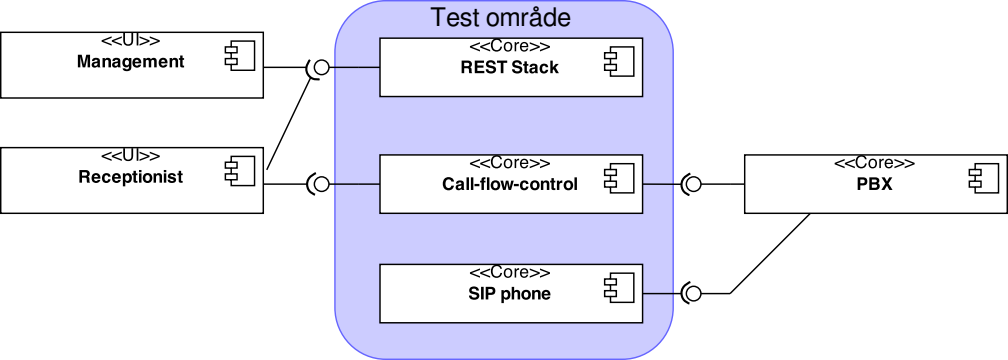 Test område
<<UI>>
Management
<<Core>>
REST Stack
<<UI>>
Receptionist
<<Core>>
Call-flow-control
<<Core>>
PBX
<<Core>>
SIP phone